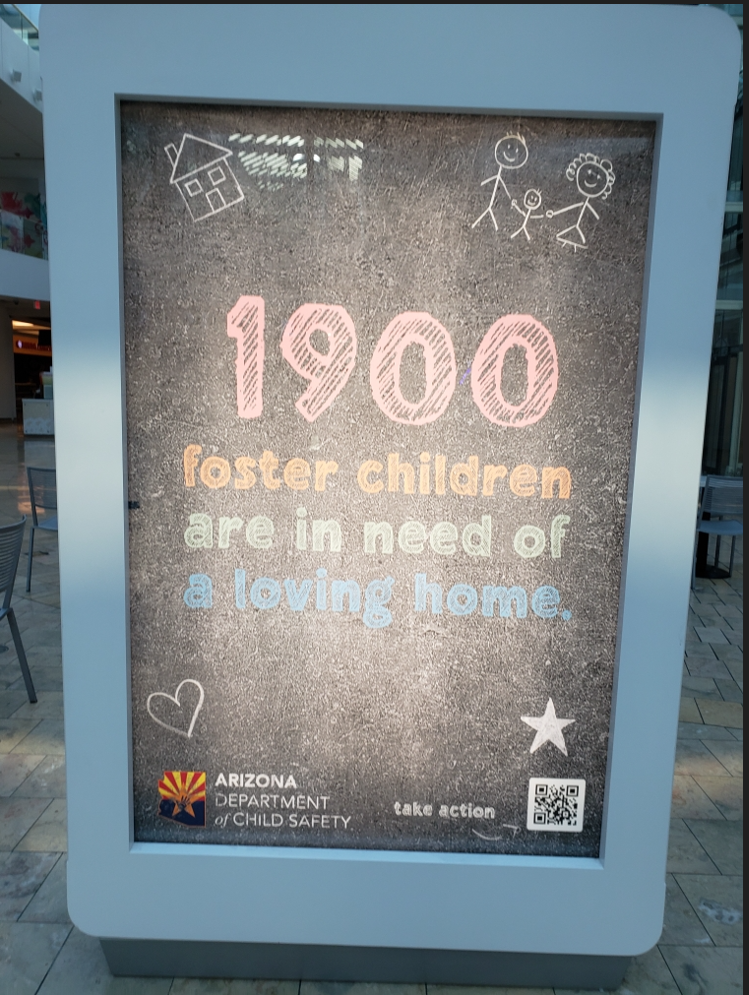 1900
foster children
are in need of
a loving home.
ARIZONA
DEPARTMENT
of CHILD SAFETY
take action